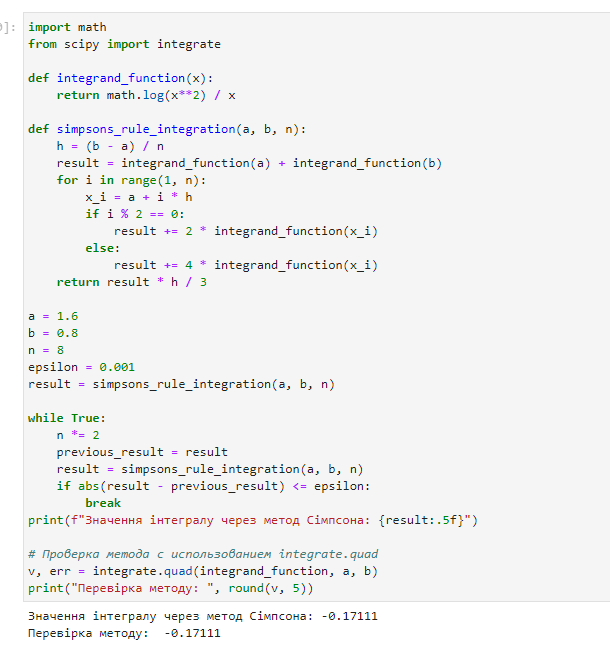 ]:
import math
from scipy import integrate
def integrand_function(x):
    return math.log(x**2) / x
def simpsons_rule_integration(a, b, n):
    h = (b - a) / n
    result = integrand_function(a) + integrand_function(b)
    for i in range(1, n):
        x_i = a + i * h
        if i % 2 == 0:
            result += 2 * integrand_function(x_i)
        else:
            result += 4 * integrand_function(x_i)
    return result * h / 3
a = 1.6
b = 0.8
n = 8
epsilon = 0.001
result = simpsons_rule_integration(a, b, n)
while True:
    n *= 2
    previous_result = result
    result = simpsons_rule_integration(a, b, n)
    if abs(result - previous_result) <= epsilon:
        break
print(f"Значення інтегралу через метод Сімпсона: {result:.5f}")
# Проверка метода с использованием integrate.quad
v, err = integrate.quad(integrand_function, a, b)
print("Перевірка методу: ", round(v, 5))
Значення інтегралу через метод Сімпсона: -0.17111
Перевірка методу:  -0.17111